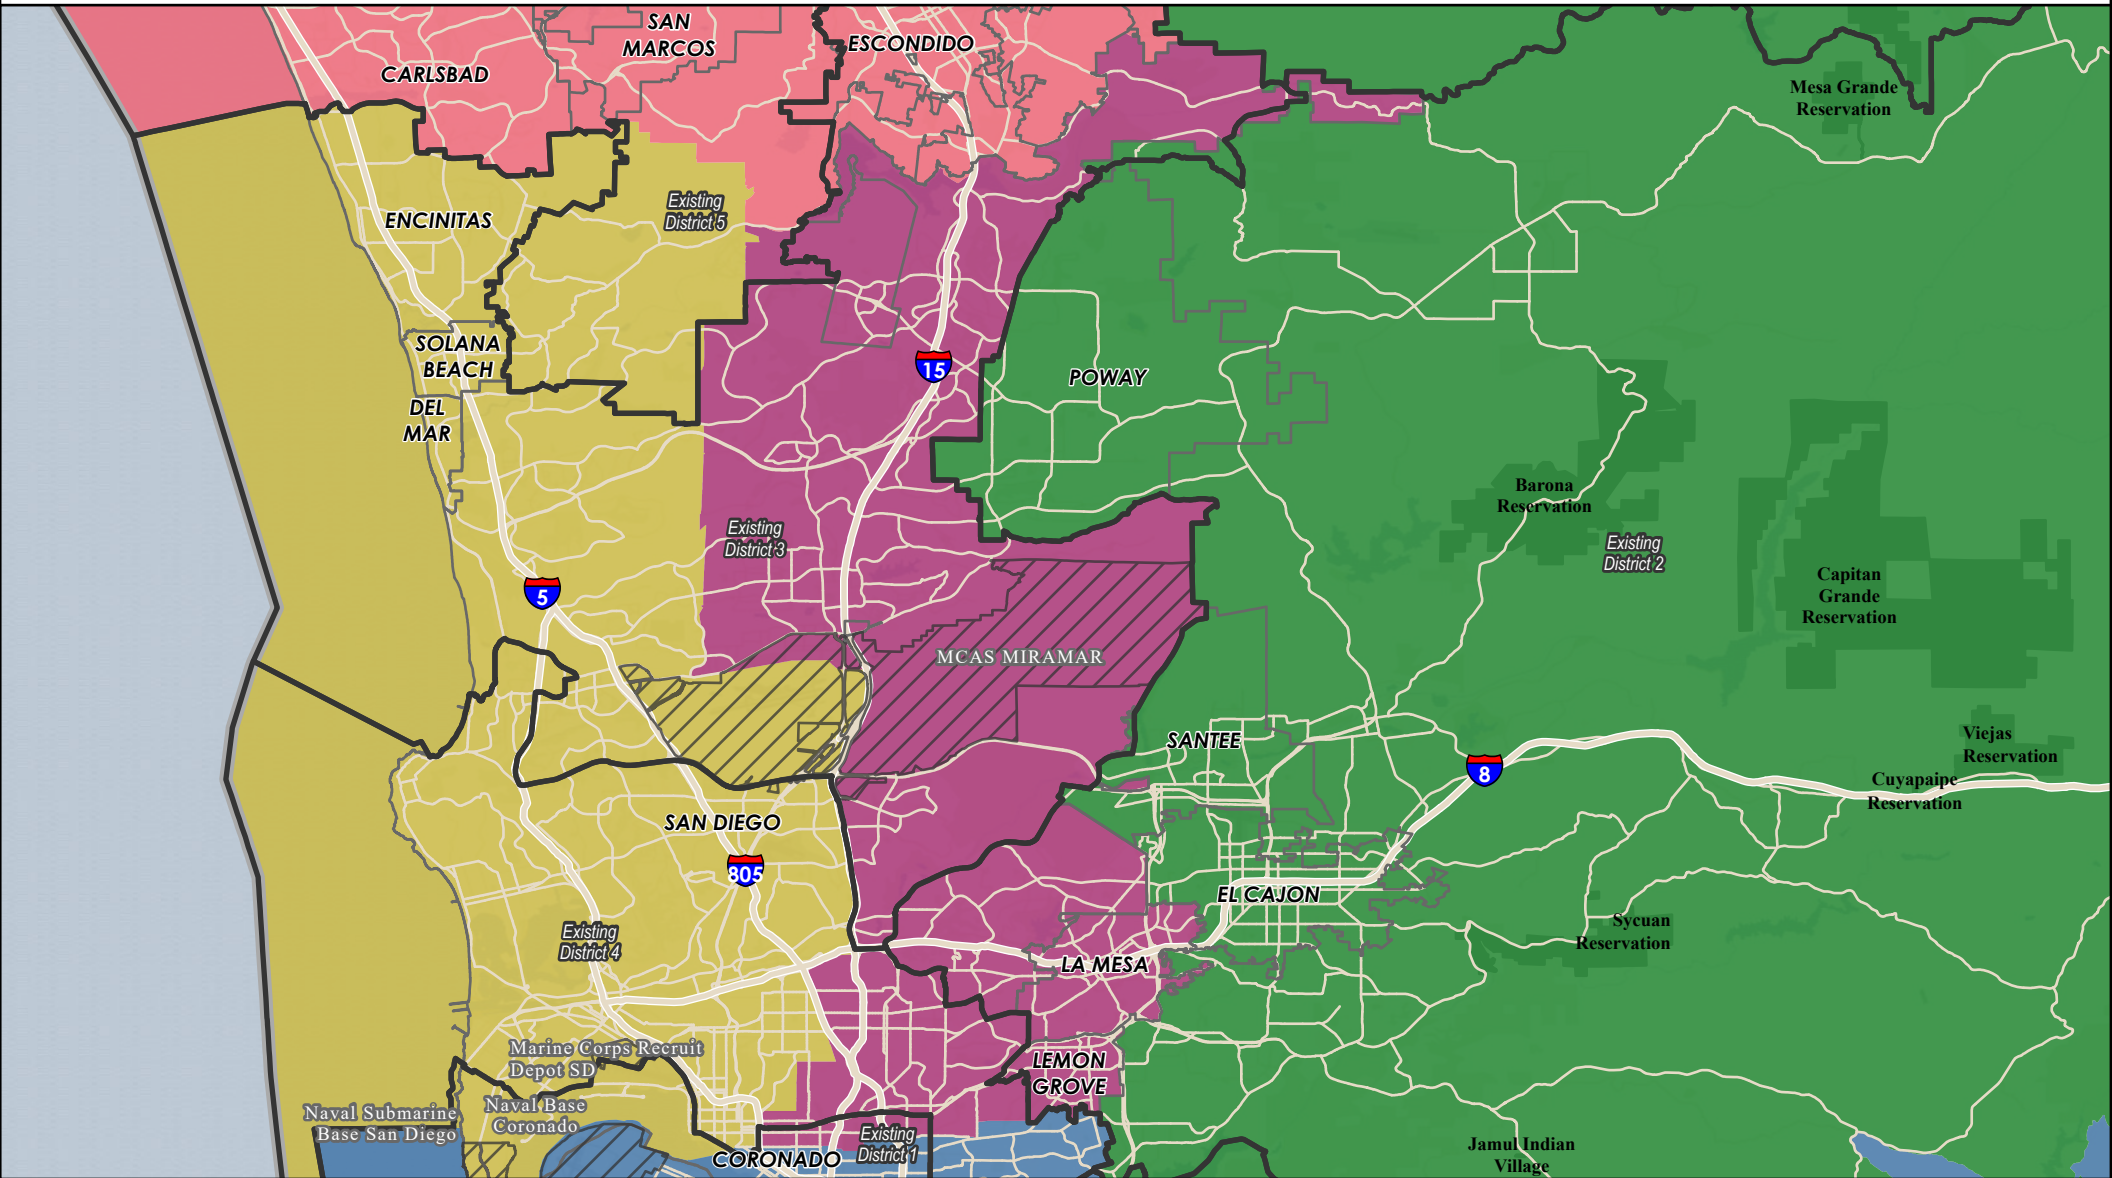 SAN
MARCOS
ESCONDIDO
CARLSBAD
Mesa Grande
Reservation
Existing
District 5
ENCINITAS
SOLANA
BEACH
15
POWAY
DEL
MAR
Barona
Reservation
Existing
District 3
Existing
District 2
Capitan
Grande
Reservation
5
MCAS MIRAMAR
SANTEE
Viejas
Reservation
8
Cuyapaipe
Reservation
SAN DIEGO
805
EL CAJON
Existing
District 4
Sycuan
Reservation
LA MESA
Marine Corps Recruit
Depot SD
LEMON
GROVE
Naval Submarine
Base San Diego
Naval Base
Coronado
Existing
District 1
CORONADO
Jamul Indian
Village